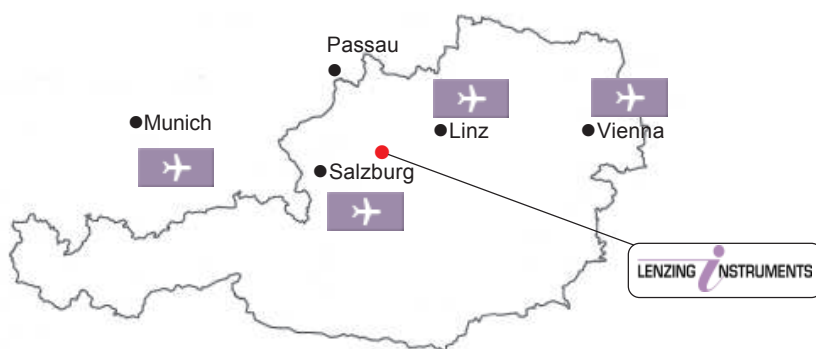 Passau
Munich
Linz
Vienna
Salzburg
LENZING iNSTRUMENTS